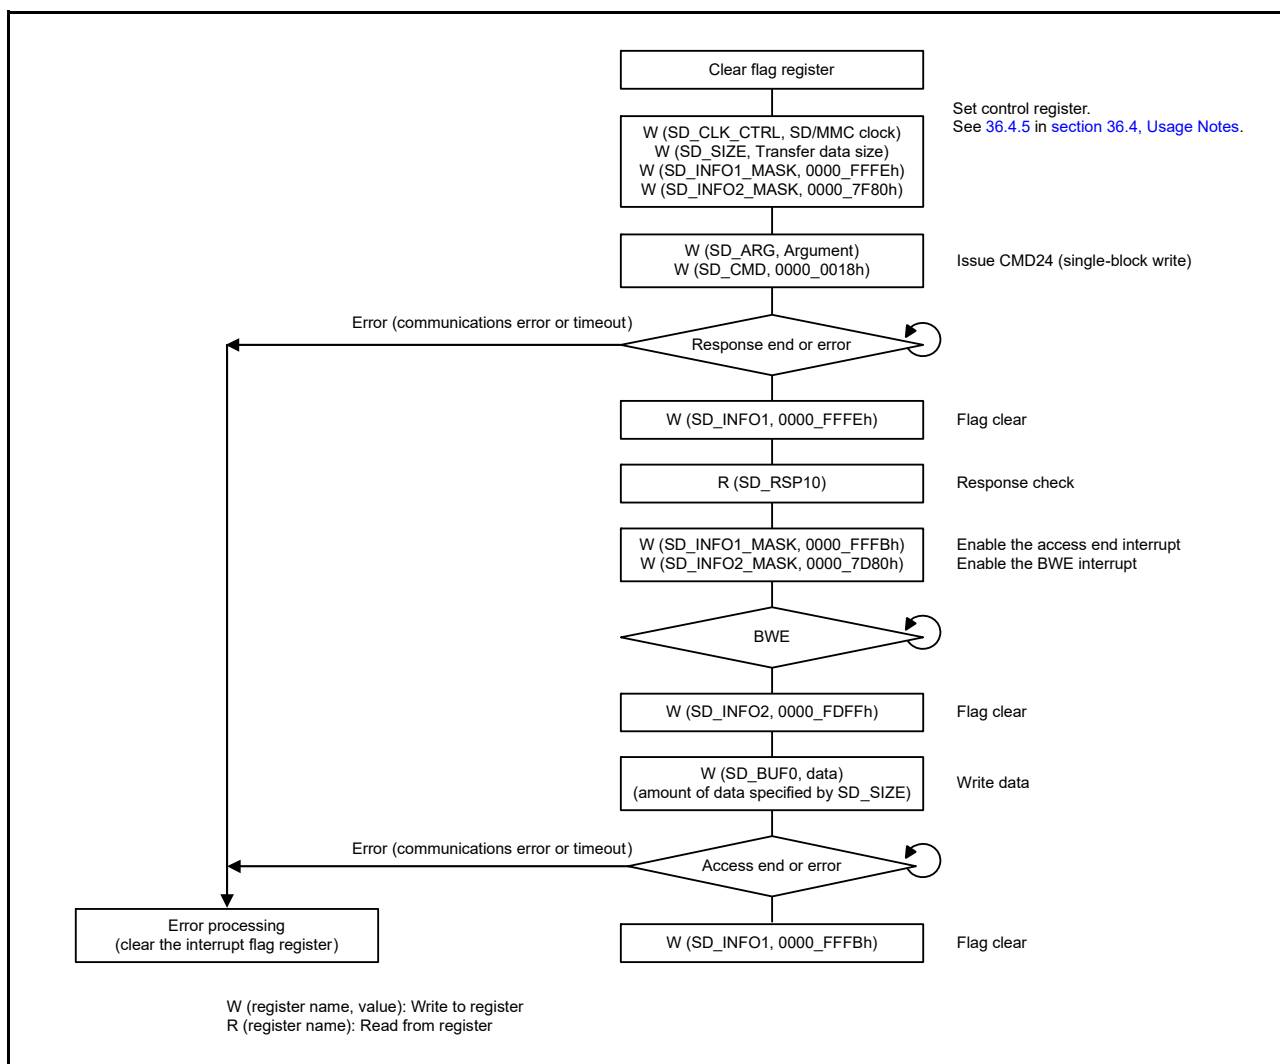 Clear flag register
Set control register.
See 36.4.5 in section 36.4, Usage Notes.
W (SD_CLK_CTRL, SD/MMC clock)
W (SD_SIZE, Transfer data size)
W (SD_INFO1_MASK, 0000_FFFEh)
W (SD_INFO2_MASK, 0000_7F80h)
W (SD_ARG, Argument)
W (SD_CMD, 0000_0018h)
Issue CMD24 (single-block write)
Error (communications error or timeout)
Response end or error
W (SD_INFO1, 0000_FFFEh)
Flag clear
R (SD_RSP10)
Response check
W (SD_INFO1_MASK, 0000_FFFBh)
W (SD_INFO2_MASK, 0000_7D80h)
Enable the access end interrupt
Enable the BWE interrupt
BWE
W (SD_INFO2, 0000_FDFFh)
Flag clear
W (SD_BUF0, data)
(amount of data specified by SD_SIZE)
Write data
Error (communications error or timeout)
Access end or error
Error processing
(clear the interrupt flag register)
W (SD_INFO1, 0000_FFFBh)
Flag clear
W (register name, value): Write to register
R (register name): Read from register